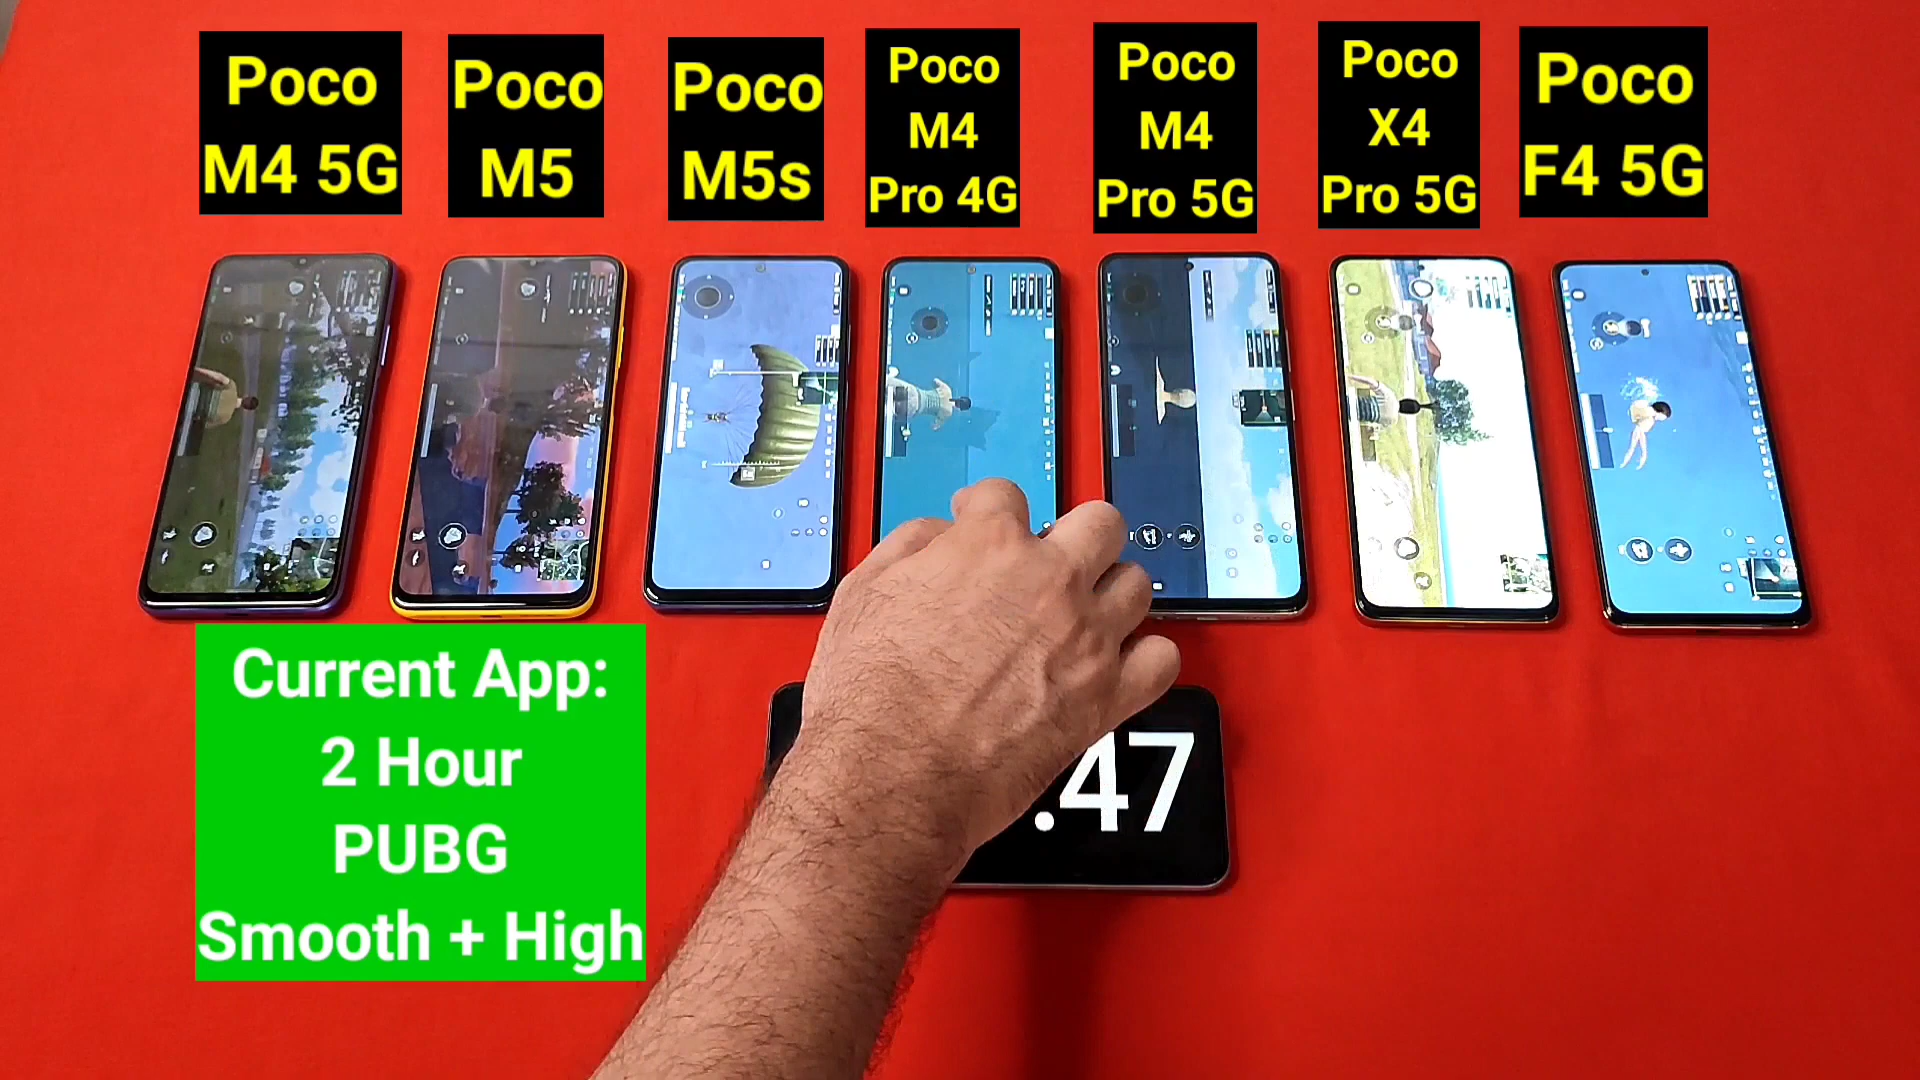 Poco
M4 5G
Poco
M5
Poco
M5s
Poco
M4
Pro 4G
Poco
M4
Pro 5G
Poco
X4
Pro 5G
Poco
F4 5G
Current App:
2 Hour
PUBG
Smooth + High
.47